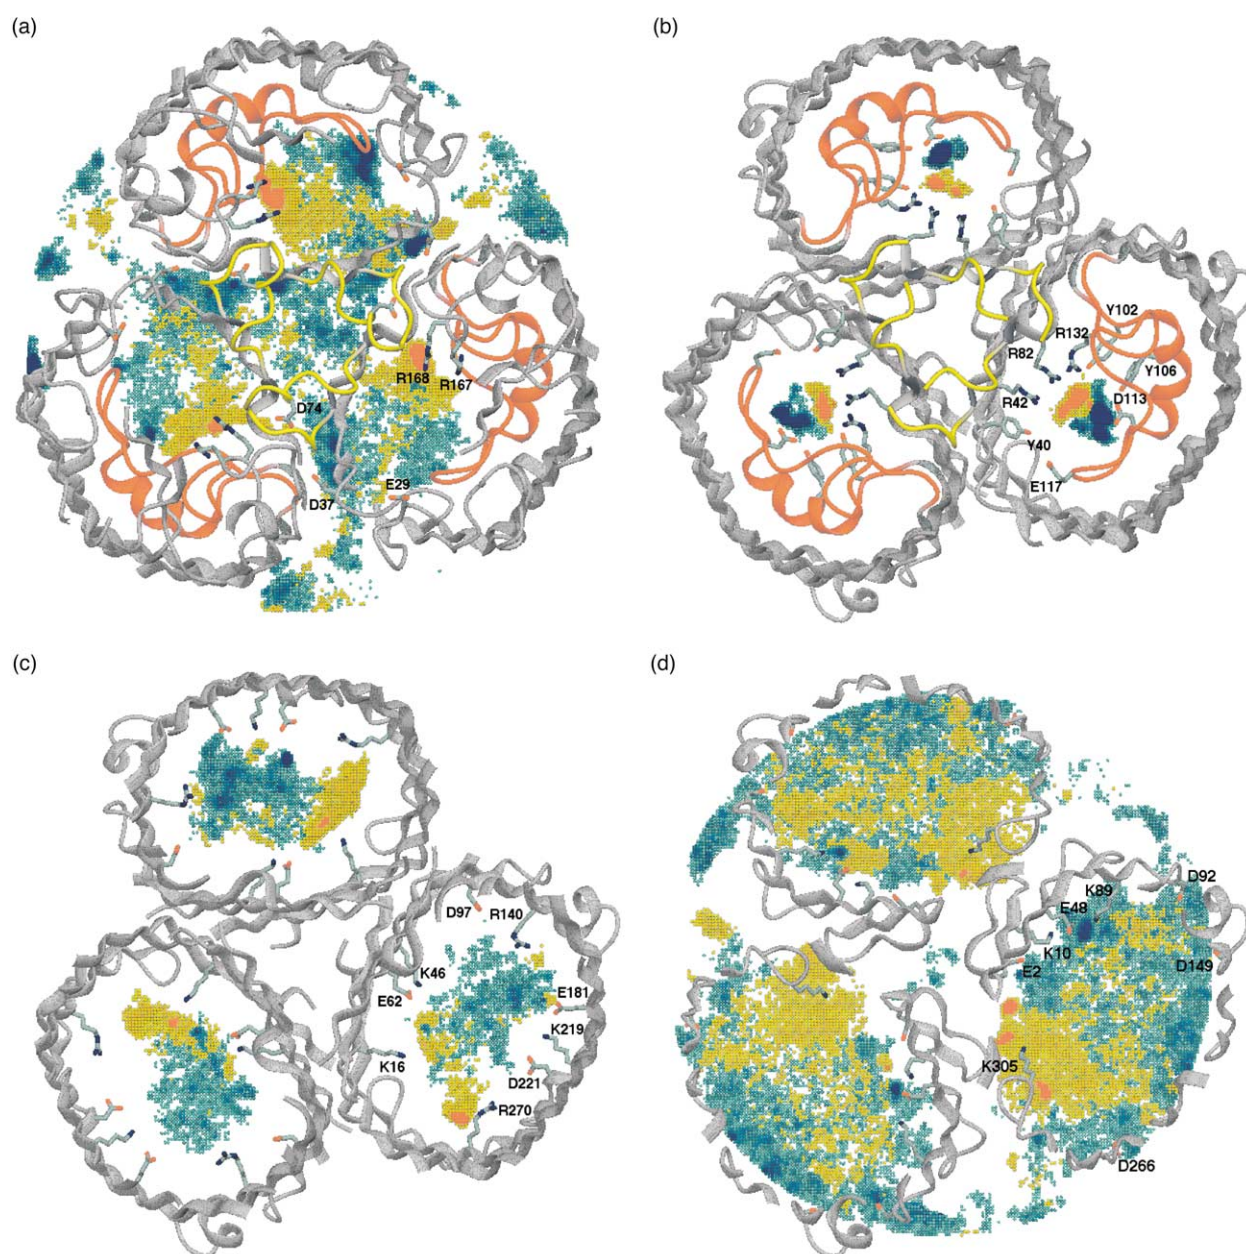 (a)
(b)
R168
R167
D74
D37
E29
Y102
R132
R82
Y106
R42
D113
Y40
E117
(c)
(d)
D97
R140
K46
E62
E181
K219
K16
D221
R270
D92
K89
E48
K10
D149
E2
K305
D266